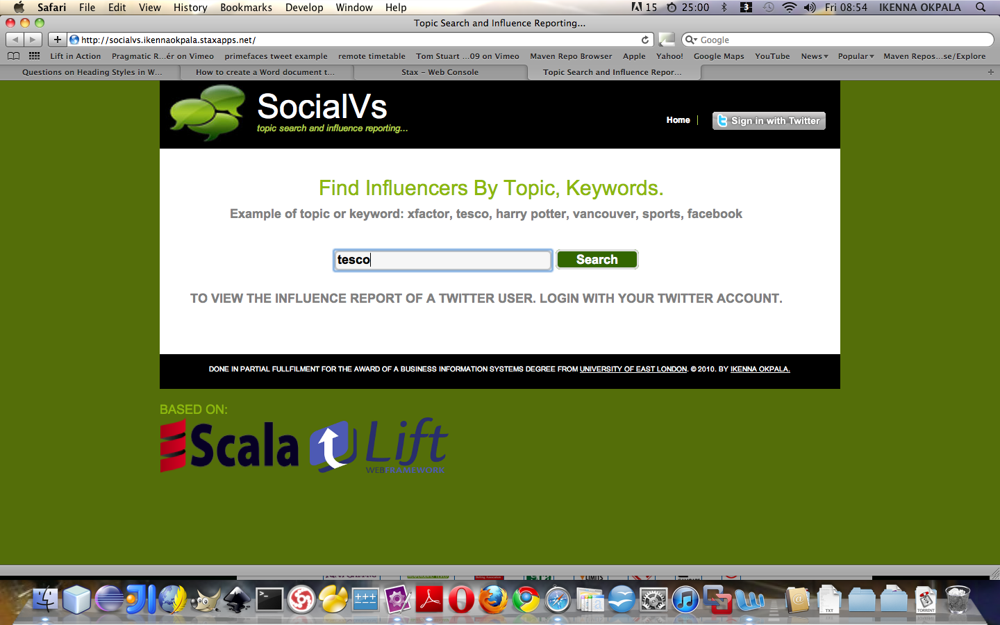 Safari File Edit View History Bookmarks Develop Window Help 15 25:00 3 Fri 08:54 IKENNA OKPALA
Topic Search and Influence Reporting...
http://socialvs.ikennaokpala.staxapps.net/ Google
Lift in Action Pragmatic R...ér on Vimeo primefaces tweet example remote timetable Tom Stuart ...09 on Vimeo Maven Repo Browser Apple Yahoo! Google Maps YouTube News Popular Maven Repos...se/Explore
Questions on Heading Styles in W... How to create a Word document t... Stax – Web Console Topic Search and Influence Repor...
SocialVs
topic search and influence reporting...
Home Sign in with Twitter
Find Influencers By Topic, Keywords.
Example of topic or keyword: xfactor, tesco, harry potter, vancouver, sports, facebook
tesco Search
TO VIEW THE INFLUENCE REPORT OF A TWITTER USER. LOGIN WITH YOUR TWITTER ACCOUNT.
DONE IN PARTIAL FULLFILMENT FOR THE AWARD OF A BUSINESS INFORMATION SYSTEMS DEGREE FROM UNIVERSITY OF EAST LONDON. © 2010. BY IKENNA OKPALA.
BASED ON:
Scala Lift
WEBFRAMEWORK
TXT TORRENT